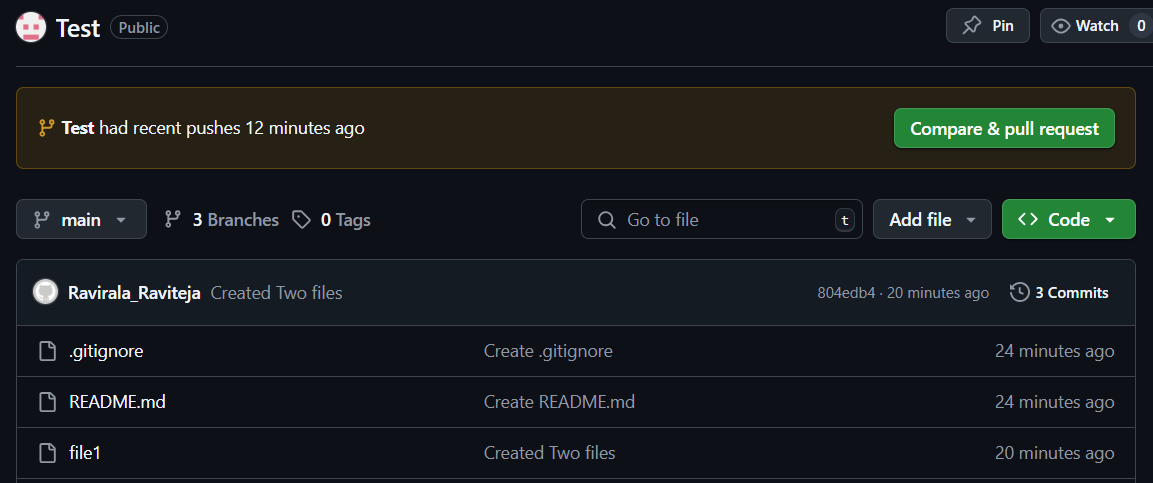 Test Public Pin Watch 0
Test had recent pushes 12 minutes ago Compare & pull request
main 3 Branches 0 Tags Go to file t Add file Code
Ravirala_Raviteja Created Two files 804edb4 · 20 minutes ago 3 Commits
.gitignore Create .gitignore 24 minutes ago
README.md Create README.md 24 minutes ago
file1 Created Two files 20 minutes ago